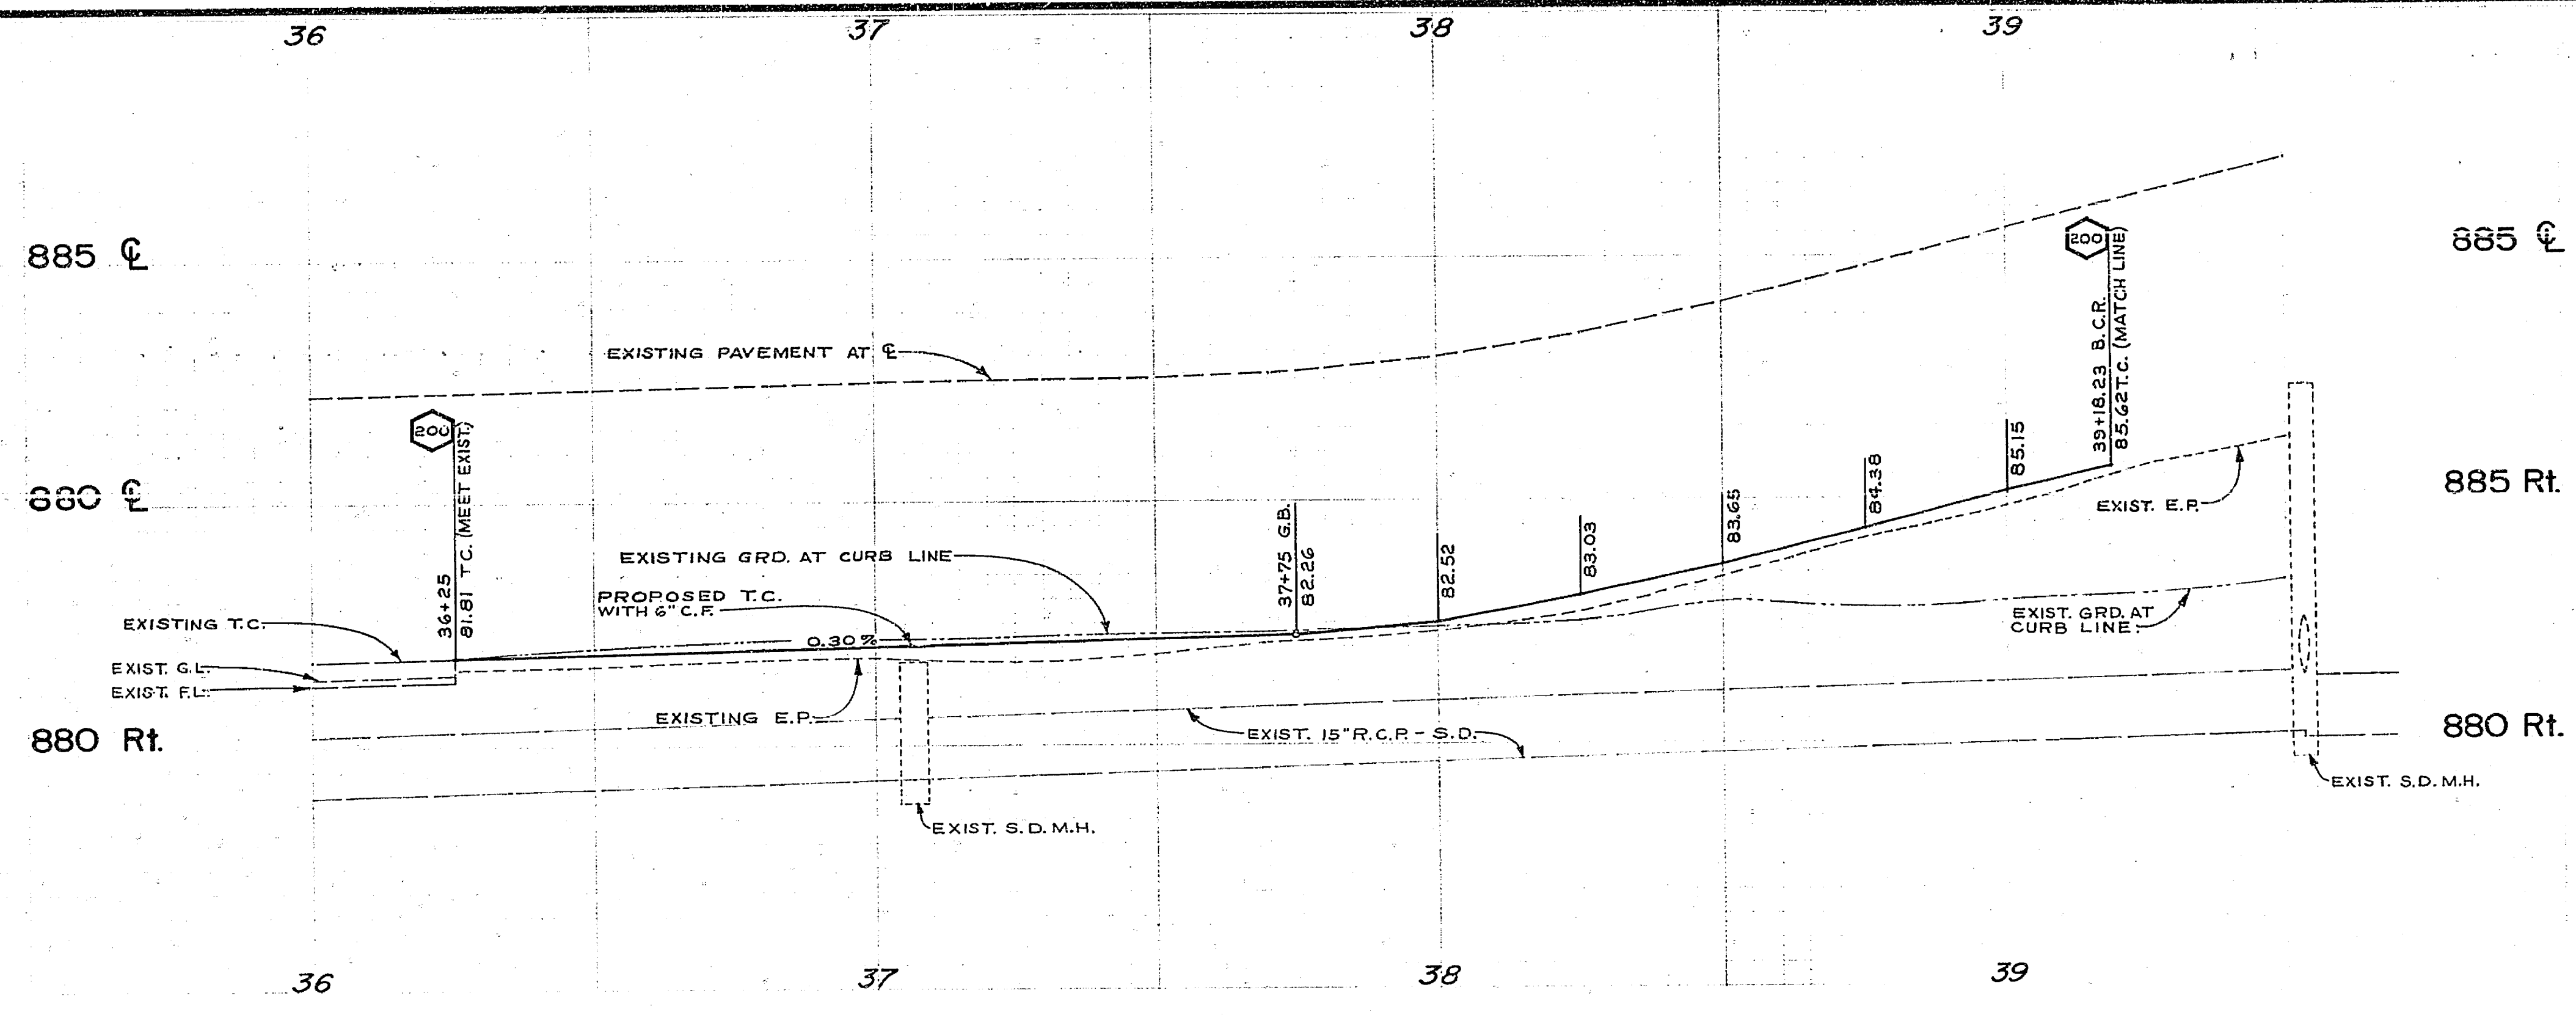 36 37 38 39
885 ℄
885 ℄
200
39+18.23 B.C.R.
85.62 T.C. (MATCH LINE)
EXISTING PAVEMENT AT ℄
200
36+25
81.81 T.C. (MEET EXIST.)
880 ℄
885 Rt.
37+75 G.B.
82.26
82.52
83.03
83.65
84.38
85.15
EXIST. E.P.
EXISTING GRD. AT CURB LINE
PROPOSED T.C.
WITH 6" C.F.
0.30%
EXISTING T.C.
EXIST. GRD. AT
CURB LINE.
EXIST. G.L.
EXIST. F.L.
EXISTING E.P.
EXIST. 15" R.C.P. - S.D.
880 Rt.
880 Rt.
EXIST. S.D.M.H.
EXIST. S.D.M.H.
36 37 38 39